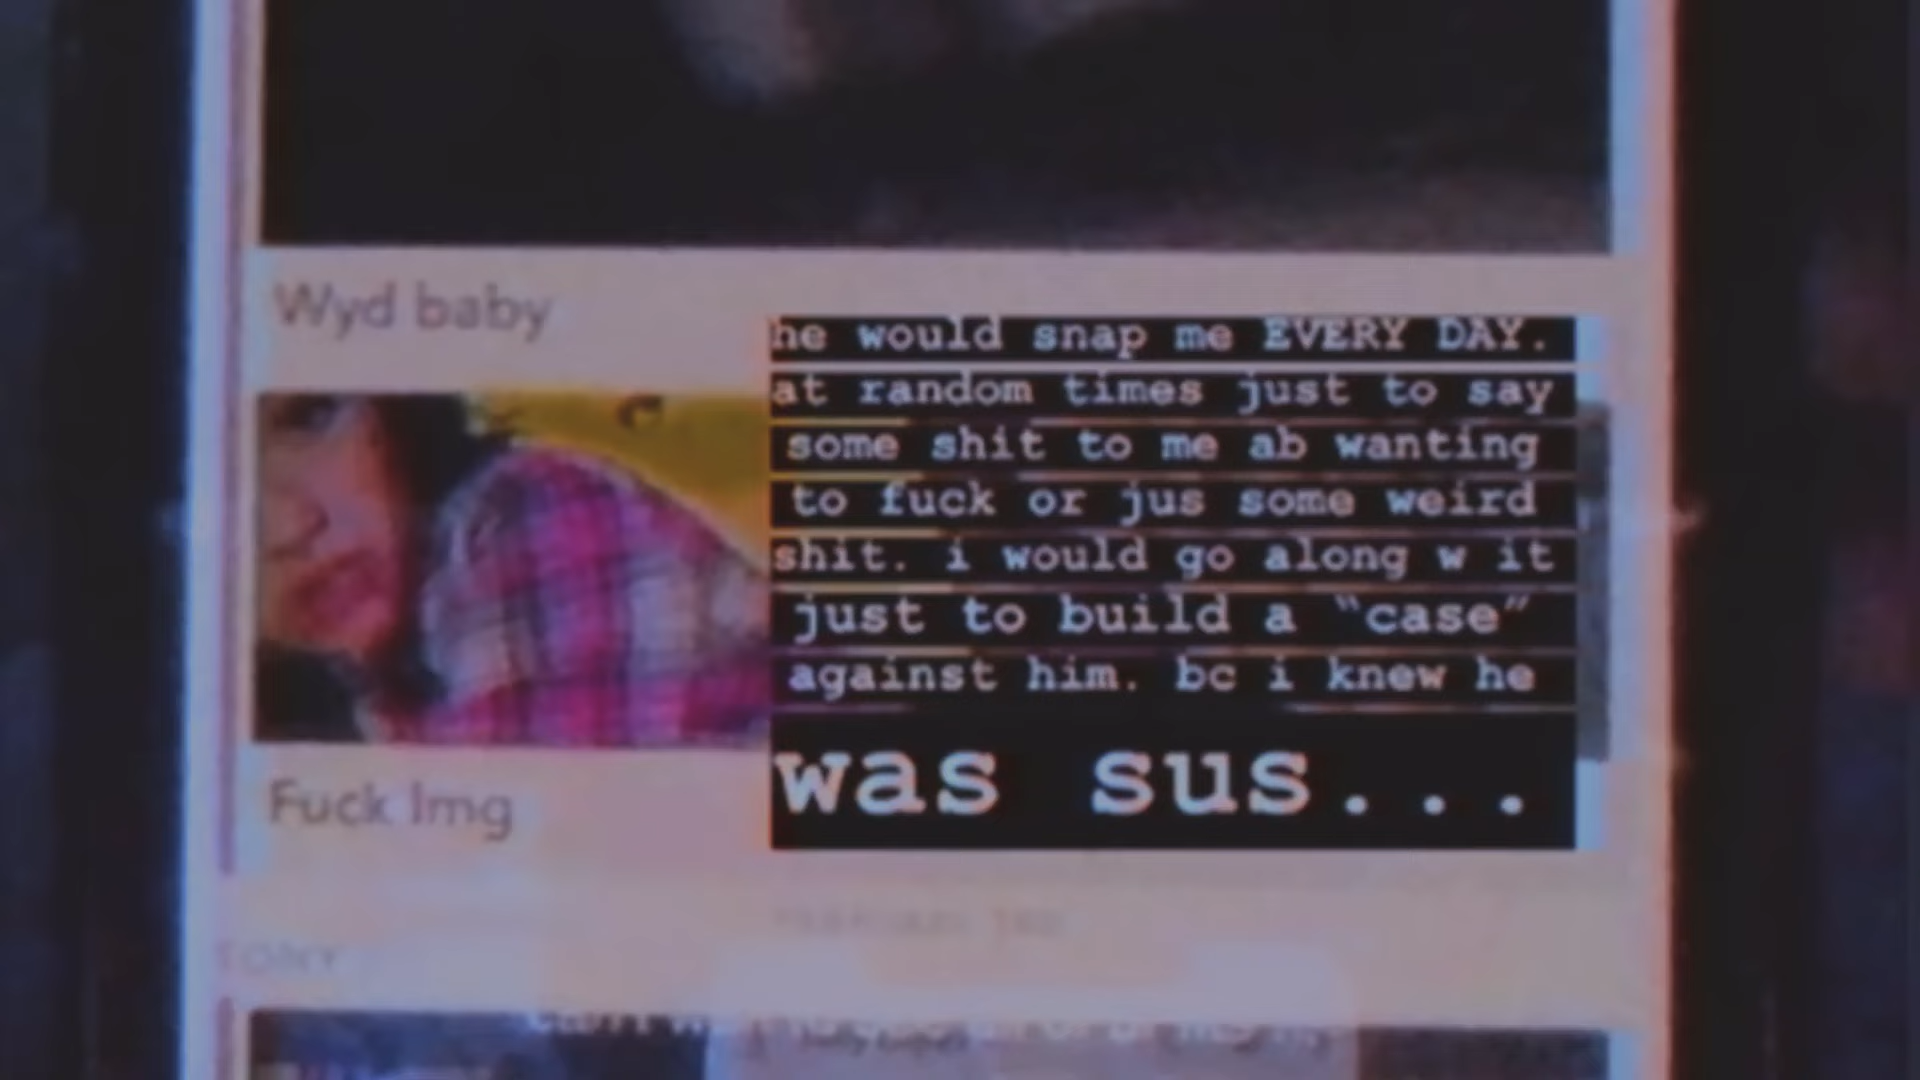 Wyd baby
he would snap me EVERY DAY.
at random times just to say
some shit to me ab wanting
to fuck or jus some weird
shit. i would go along w it
just to build a “case”
against him. bc i knew he
was sus...
Fuck lmg
TONY